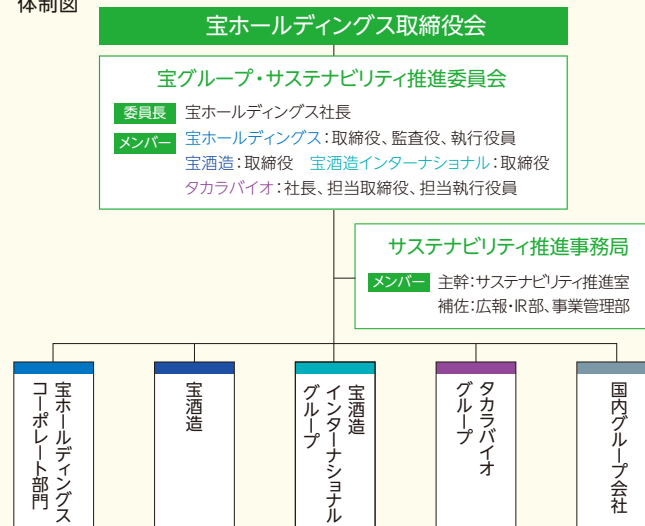 体制図
宝ホールディングス取締役会
宝グループ・サステナビリティ推進委員会
委員長 宝ホールディングス社長
メンバー 宝ホールディングス：取締役、監査役、執行役員
宝酒造：取締役 宝酒造インターナショナル：取締役
タカラバイオ：社長、担当取締役、担当執行役員
サステナビリティ推進事務局
メンバー 主幹：サステナビリティ推進室
補佐：広報・IR部、事業管理部
宝ホールディングス
コーポレート部門
宝酒造
宝酒造
インターナショナル
グループ
タカラバイオ
グループ
国内グループ会社